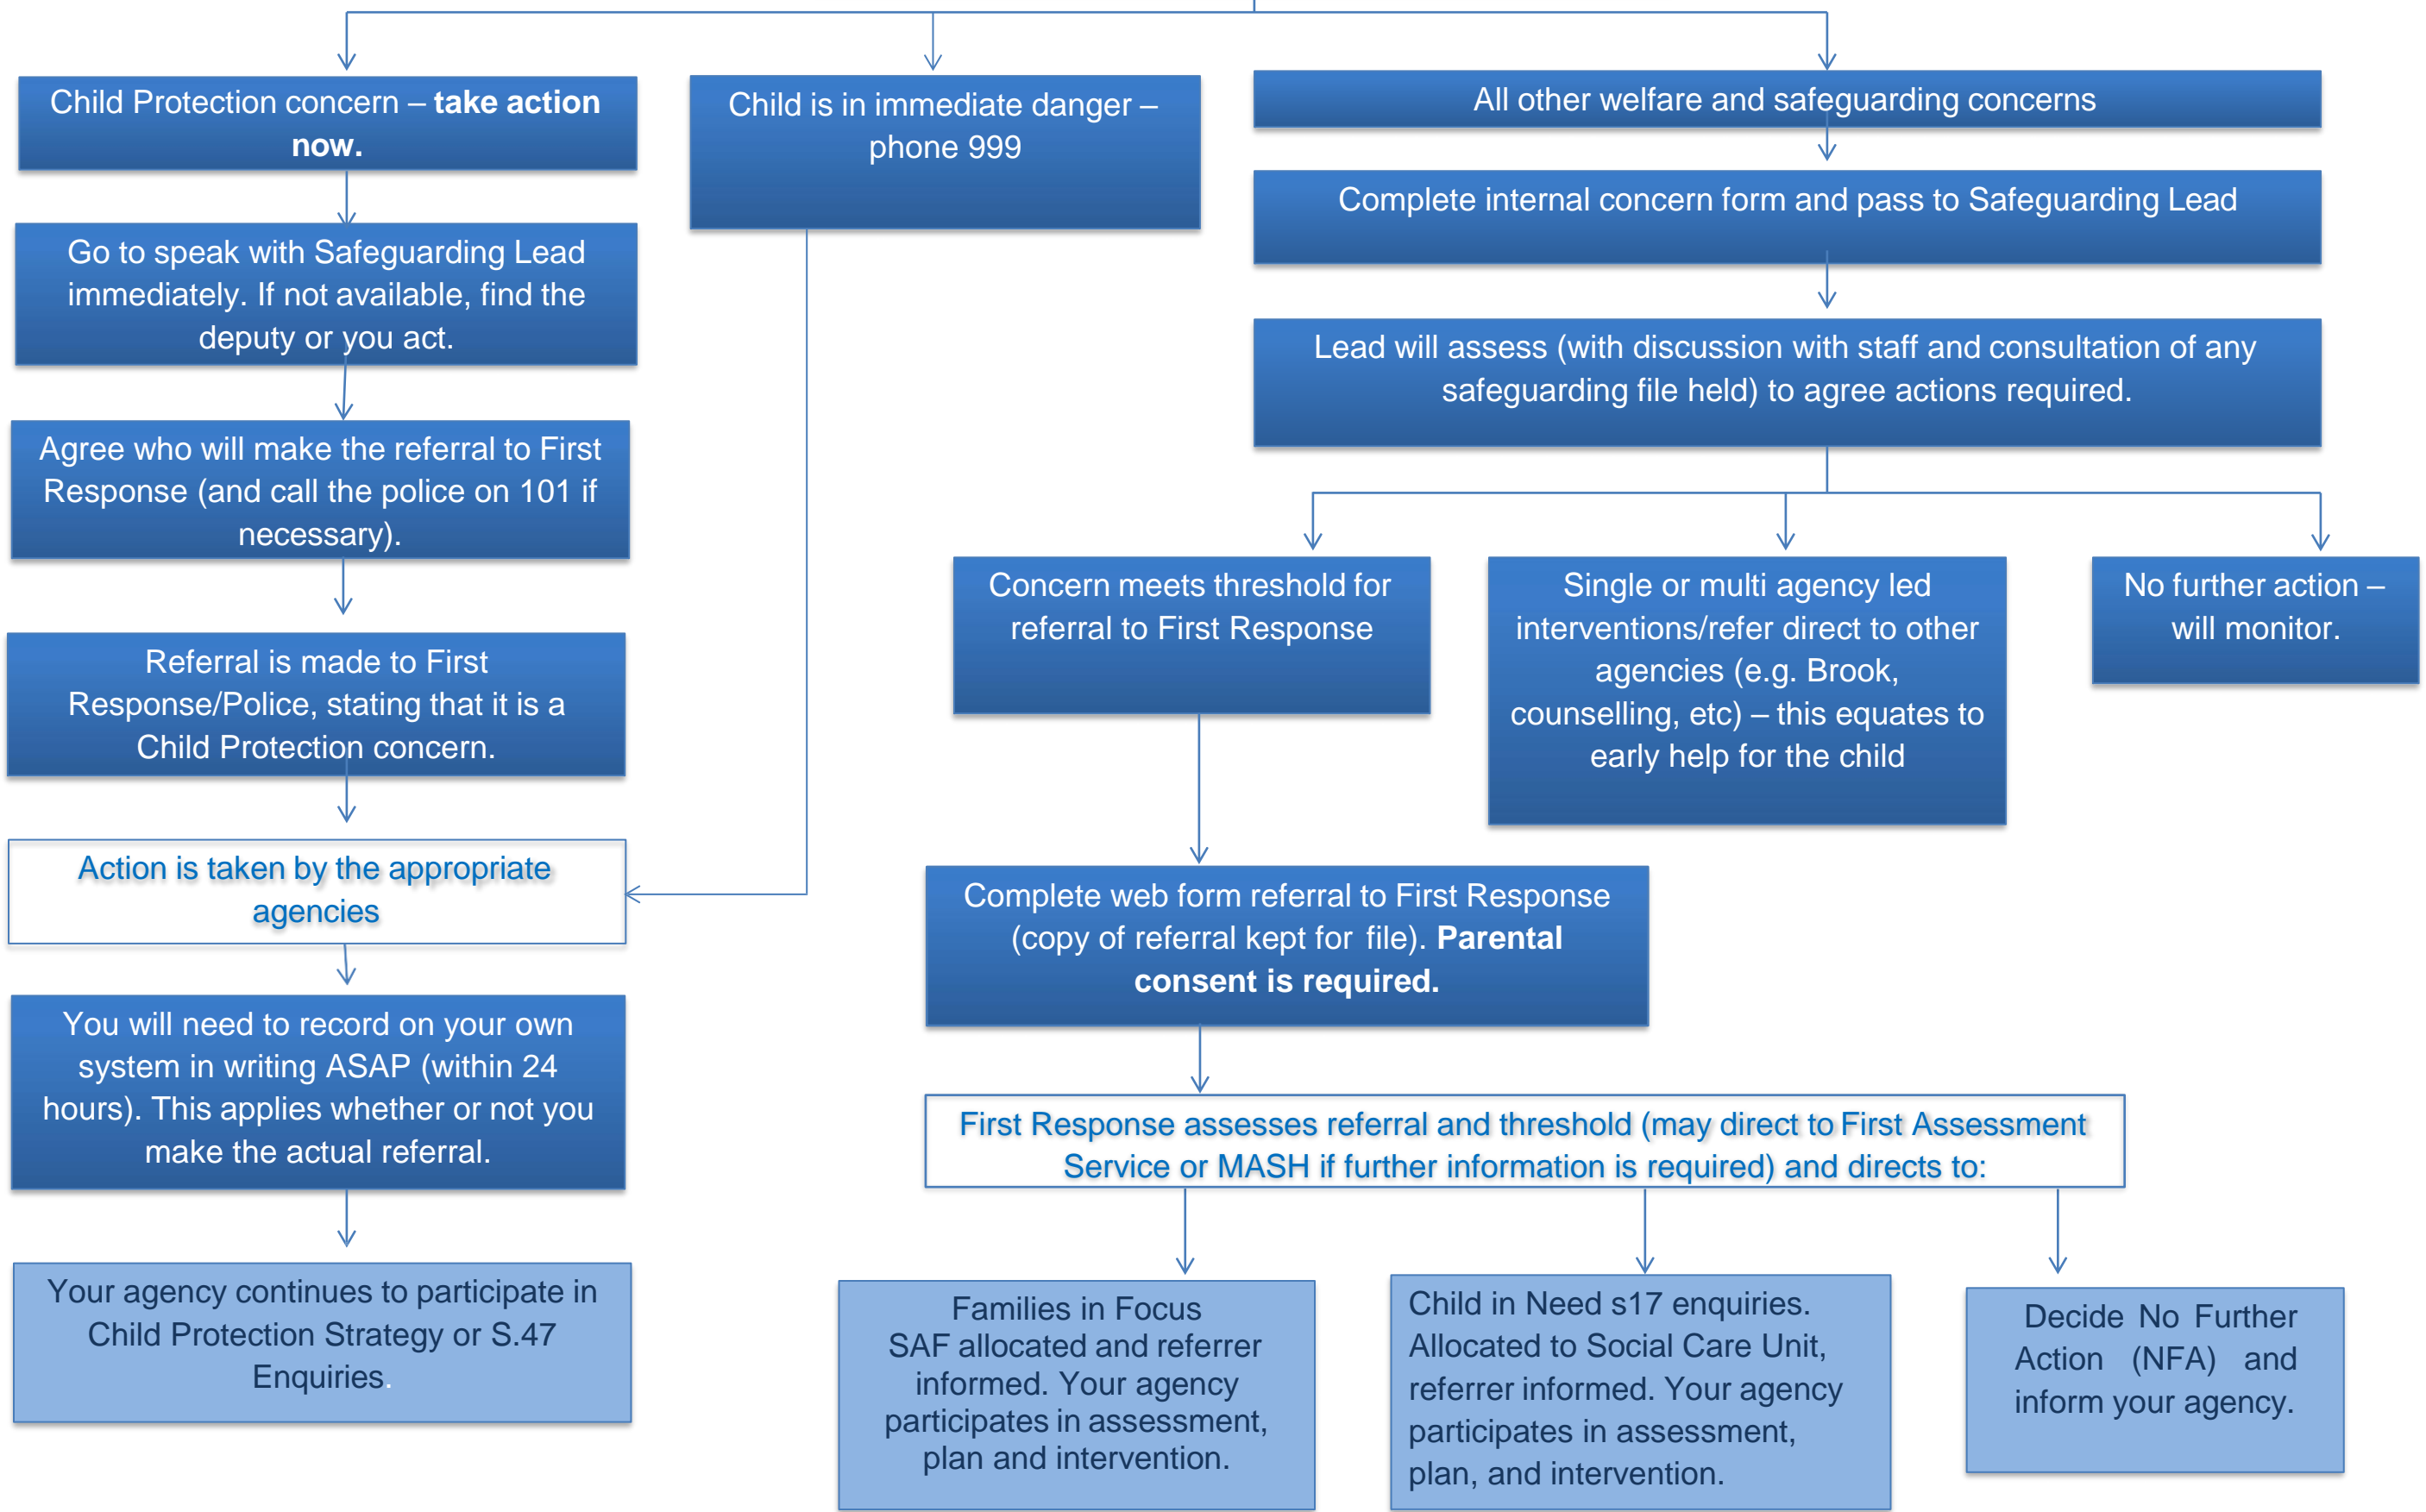 Child Protection concern – take action
now.
Go to speak with Safeguarding Lead
immediately. If not available, find the
deputy or you act.
Agree who will make the referral to First
Response (and call the police on 101 if
necessary).
Referral is made to First
Response/Police, stating that it is a
Child Protection concern.
Action is taken by the appropriate
agencies
You will need to record on your own
system in writing ASAP (within 24
hours). This applies whether or not you
make the actual referral.
Your agency continues to participate in
Child Protection Strategy or S.47
Enquiries.
Child is in immediate danger –
phone 999
All other welfare and safeguarding concerns
Complete internal concern form and pass to Safeguarding Lead
Lead will assess (with discussion with staff and consultation of any
safeguarding file held) to agree actions required.
Concern meets threshold for
referral to First Response
Single or multi agency led
interventions/refer direct to other
agencies (e.g. Brook,
counselling, etc) – this equates to
early help for the child
No further action –
will monitor.
Complete web form referral to First Response
(copy of referral kept for file). Parental
consent is required.
First Response assesses referral and threshold (may direct to First Assessment
Service or MASH if further information is required) and directs to:
Families in Focus
SAF allocated and referrer
informed. Your agency
participates in assessment,
plan and intervention.
Child in Need s17 enquiries.
Allocated to Social Care Unit,
referrer informed. Your agency
participates in assessment,
plan, and intervention.
Decide No Further
Action (NFA) and
inform your agency.